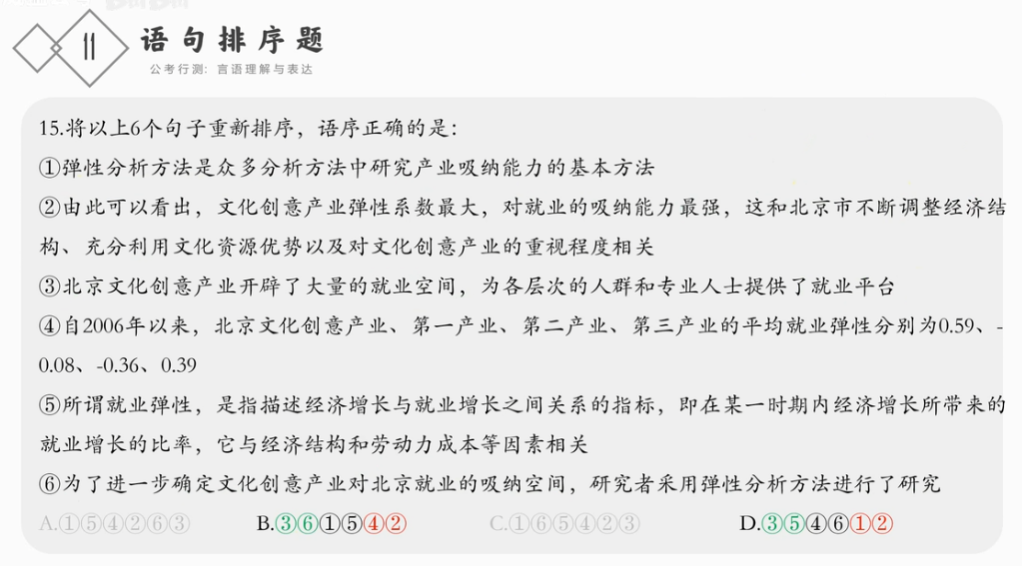 11
语句排序题
公考行测：言语理解与表达
15.将以上6个句子重新排序，语序正确的是：
①弹性分析方法是众多分析方法中研究产业吸纳能力的基本方法
②由此可以看出，文化创意产业弹性系数最大，对就业的吸纳能力最强，这和北京市不断调整经济结
构、充分利用文化资源优势以及对文化创意产业的重视程度相关
③北京文化创意产业开辟了大量的就业空间，为各层次的人群和专业人士提供了就业平台
④自2006年以来，北京文化创意产业、第一产业、第二产业、第三产业的平均就业弹性分别为0.59、-
0.08、-0.36、0.39
⑤所谓就业弹性，是指描述经济增长与就业增长之间关系的指标，即在某一时期内经济增长所带来的
就业增长的比率，它与经济结构和劳动力成本等因素相关
⑥为了进一步确定文化创意产业对北京就业的吸纳空间，研究者采用弹性分析方法进行了研究
A.①⑤④②⑥③ B.③⑥①⑤④② C.①⑥⑤④②③ D.③⑤④⑥①②